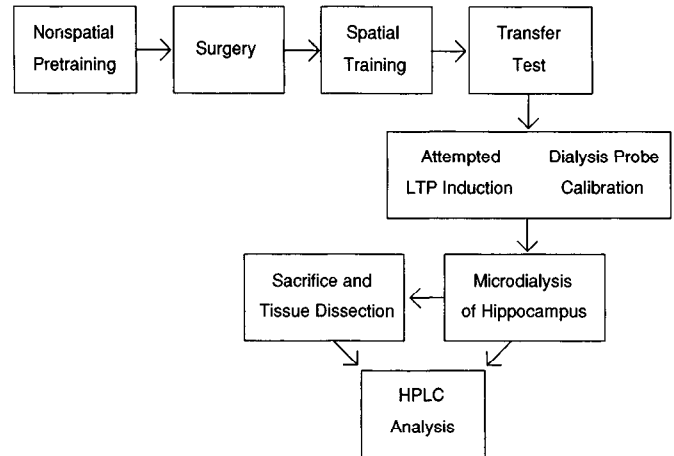 Nonspatial
Pretraining
Surgery
Spatial
Training
Transfer
Test
Attempted
LTP Induction
Dialysis Probe
Calibration
Sacrifice and
Tissue Dissection
Microdialysis
of Hippocampus
HPLC
Analysis